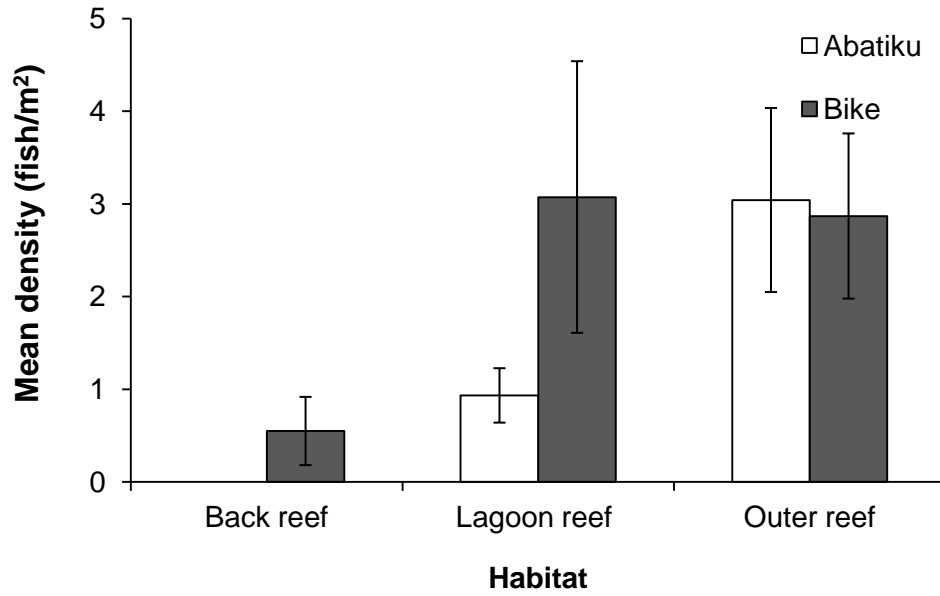 Mean density (fish/m²)
5
4
3
2
1
0
Abatiku
Bike
Back reef
Lagoon reef
Outer reef
Habitat